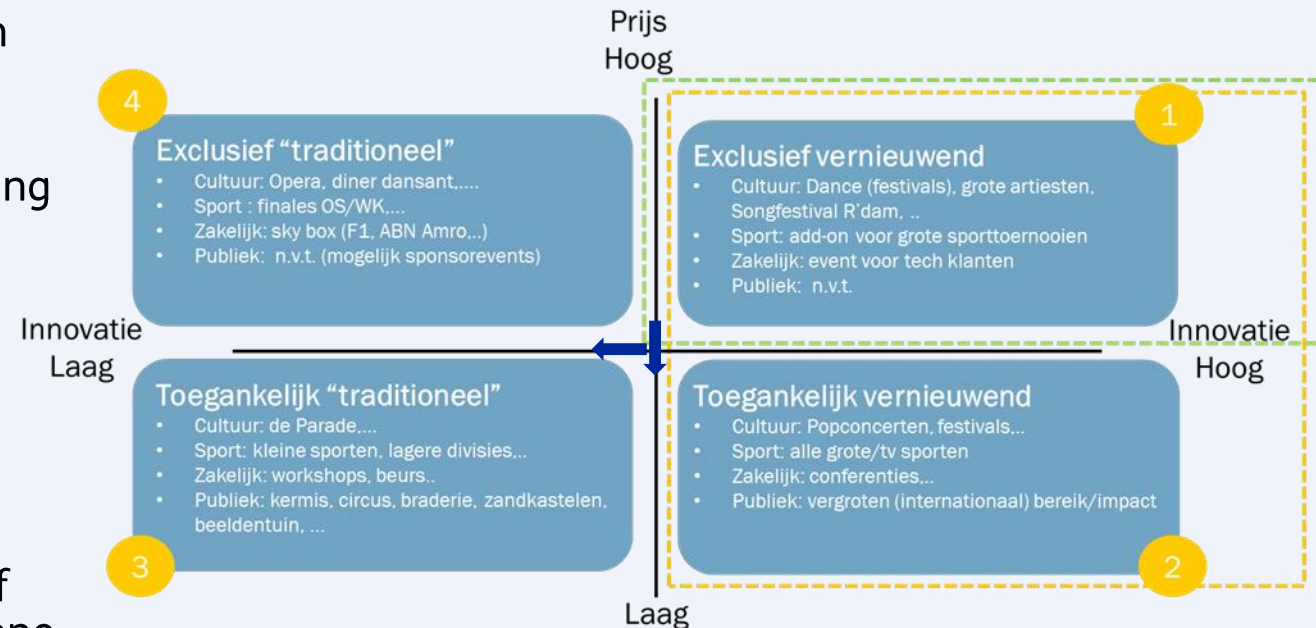 Prijs
Hoog
4
Exclusief “traditioneel”
• Cultuur: Opera, diner dansant,....
• Sport : finales OS/WK,...
• Zakelijk: sky box (F1, ABN Amro,..)
• Publiek: n.v.t. (mogelijk sponsorevents)
1
Exclusief vernieuwend
• Cultuur: Dance (festivals), grote artiesten,
Songfestival R’dam, ..
• Sport: add-on voor grote sporttoernooien
• Zakelijk: event voor tech klanten
• Publiek: n.v.t.
Innovatie
Laag
Innovatie
Hoog
Toegankelijk “traditioneel”
• Cultuur: de Parade,...
• Sport: kleine sporten, lagere divisies,..
• Zakelijk: workshops, beurs..
• Publiek: kermis, circus, braderie, zandkastelen,
beeldentuin, ...
3
Toegankelijk vernieuwend
• Cultuur: Popconcerten, festivals,..
• Sport: alle grote/tv sporten
• Zakelijk: conferenties,..
• Publiek: vergroten (internationaal) bereik/impact
2
Laag